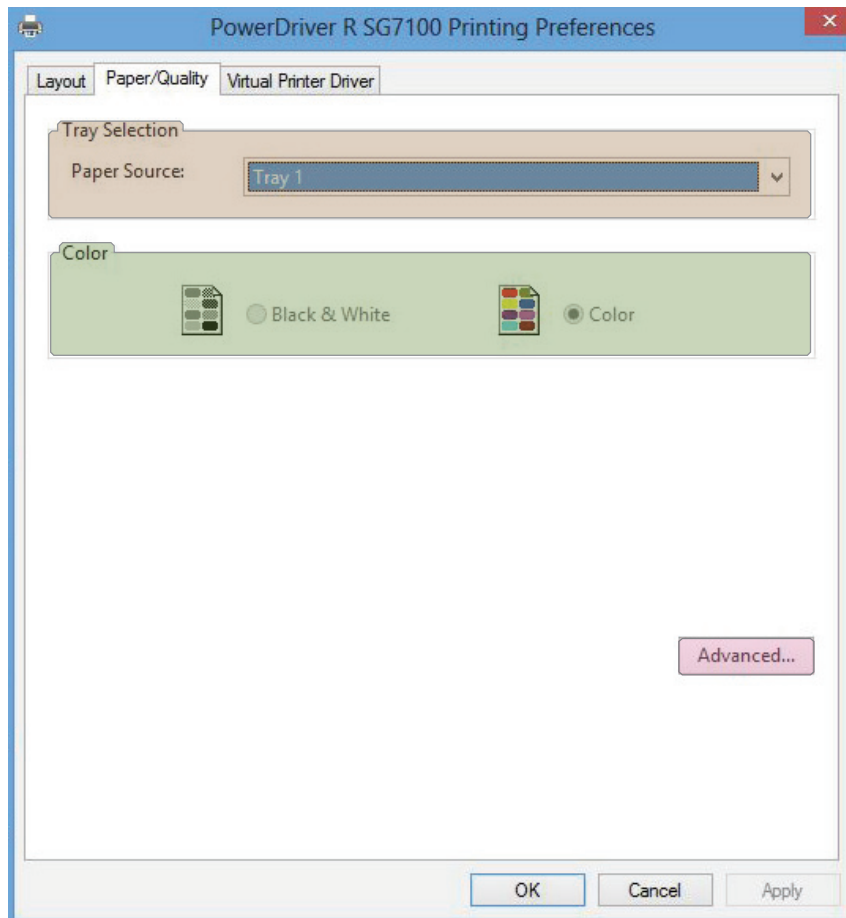 PowerDriver R SG7100 Printing Preferences
Layout Paper/Quality Virtual Printer Driver
Tray Selection
Paper Source: Tray 1
Color
Black & White Color
Advanced...
OK Cancel Apply